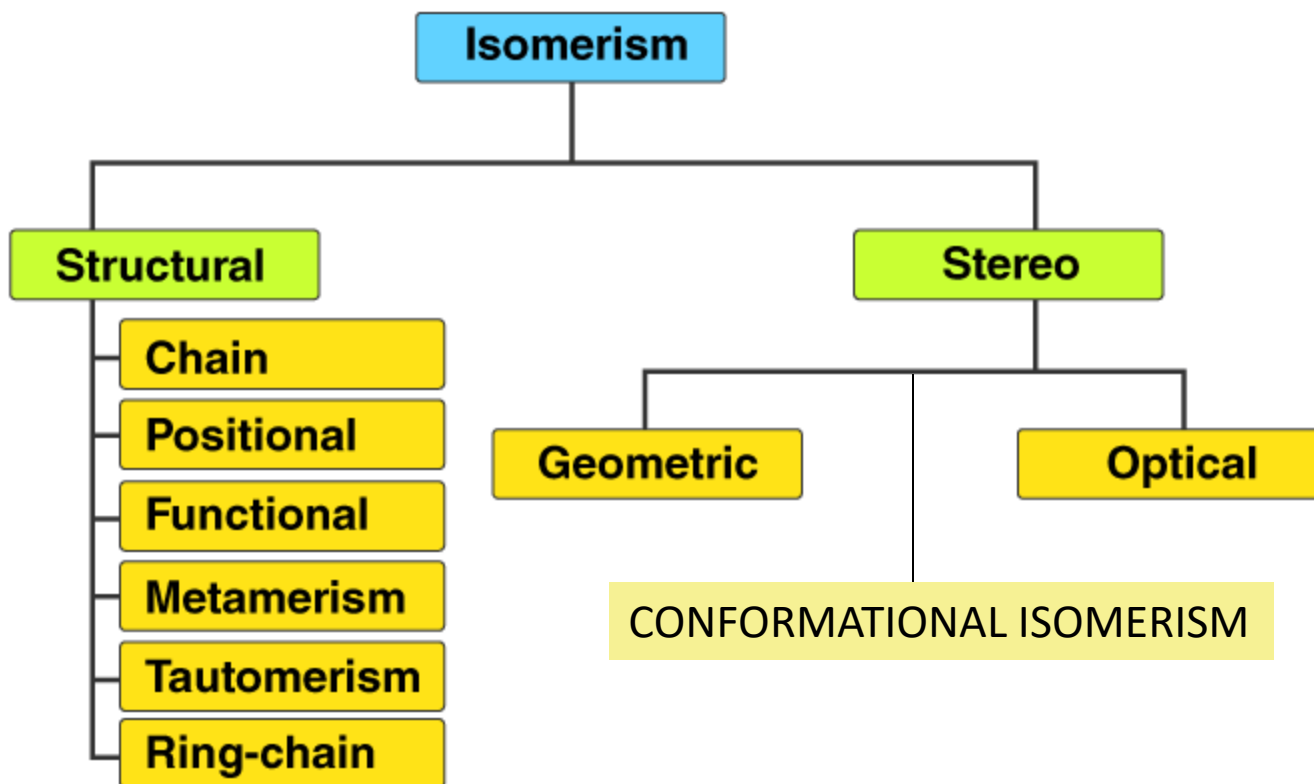 Isomerism
Structural
Stereo
Chain
Positional
Functional
Metamerism
Tautomerism
Ring-chain
Geometric
Optical
CONFORMATIONAL ISOMERISM